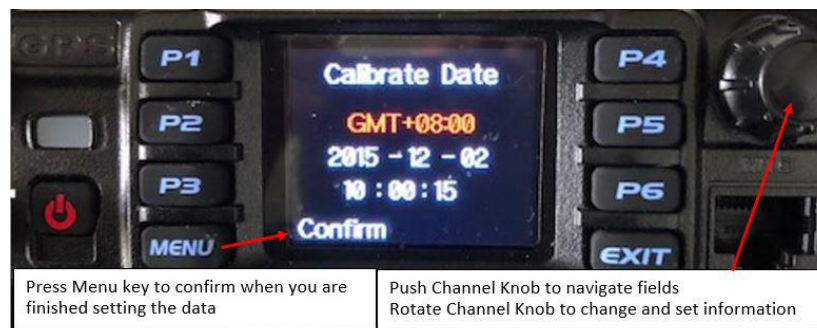 GPS
P1
P2
P3
MENU
Calibrate Date
GMT+08:00
2015 - 12 - 02
10 : 00 : 15
Confirm
P4
P5
P6
EXIT
Press Menu key to confirm when you are
finished setting the data
Push Channel Knob to navigate fields
Rotate Channel Knob to change and set information